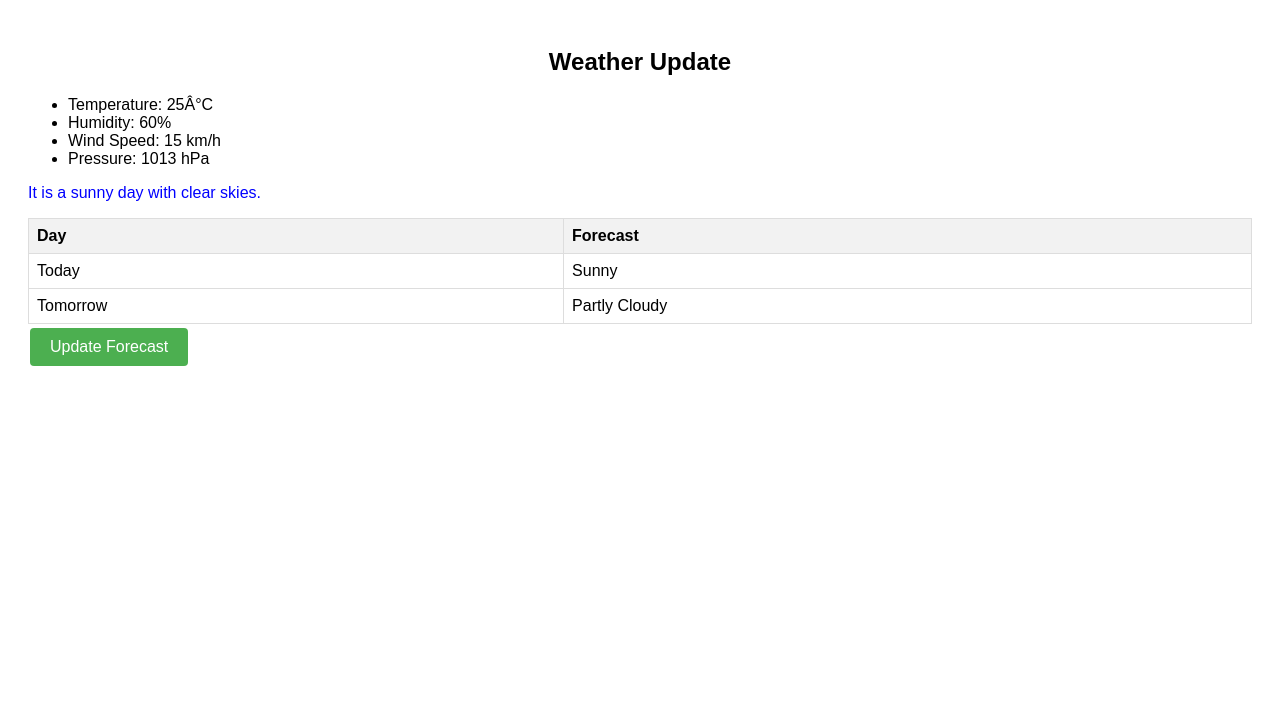 Weather Update
Temperature: 25Â°C
Humidity: 60%
Wind Speed: 15 km/h
Pressure: 1013 hPa
It is a sunny day with clear skies.
Day Forecast
Today Sunny
Tomorrow Partly Cloudy
Update Forecast